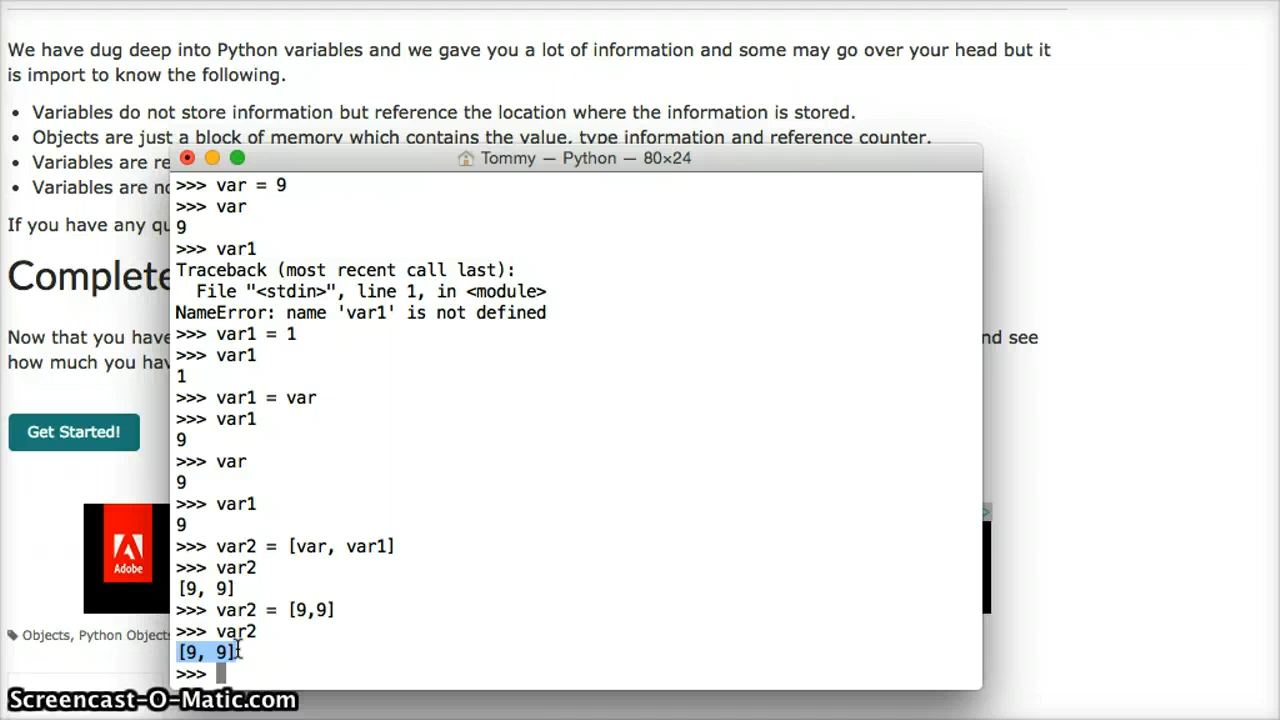 We have dug deep into Python variables and we gave you a lot of information and some may go over your head but it
is import to know the following.
• Variables do not store information but reference the location where the information is stored.
• Objects are just a block of memory which contains the value, type information and reference counter.
• Variables are re
• Variables are no
If you have any qu
Complete
Now that you have
nd see
how much you hav
Get Started!
Adobe
Objects, Python Objects
Tommy — Python — 80×24
>>> var = 9
>>> var
9
>>> var1
Traceback (most recent call last):
  File "<stdin>", line 1, in <module>
NameError: name 'var1' is not defined
>>> var1 = 1
>>> var1
1
>>> var1 = var
>>> var1
9
>>> var
9
>>> var1
9
>>> var2 = [var, var1]
>>> var2
[9, 9]
>>> var2 = [9,9]
>>> var2
[9, 9]
>>>
Screencast-O-Matic.com